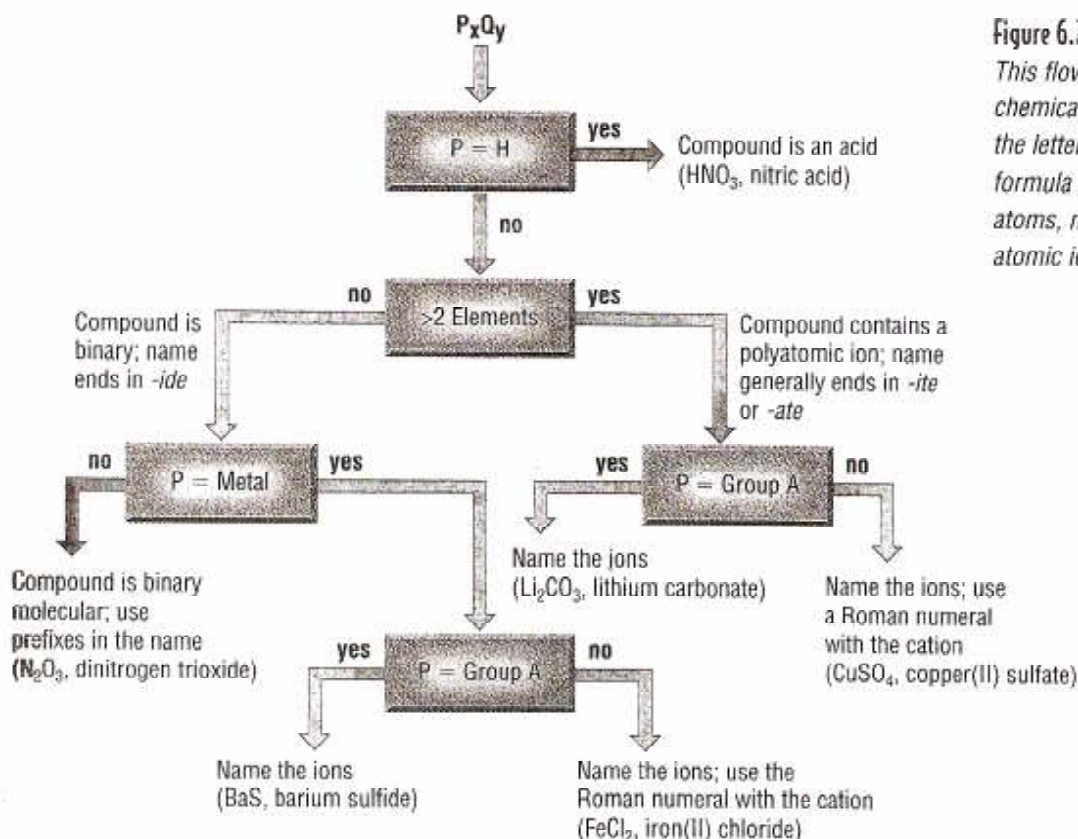 PₓQᵧ
P = H
yes
Compound is an acid
(HNO₃, nitric acid)
no
>2 Elements
no
Compound is
binary; name
ends in -ide
yes
Compound contains a
polyatomic ion; name
generally ends in -ite
or -ate
P = Metal
no
Compound is binary
molecular; use
prefixes in the name
(N₂O₃, dinitrogen trioxide)
yes
P = Group A
yes
Name the ions
(BaS, barium sulfide)
no
Name the ions; use the
Roman numeral with the cation
(FeCl₂, iron(II) chloride)
P = Group A
yes
Name the ions
(Li₂CO₃, lithium carbonate)
no
Name the ions; use
a Roman numeral
with the cation
(CuSO₄, copper(II) sulfate)
Figure 6.
This flov
chemica
the letter
formula
atoms, n
atomic io